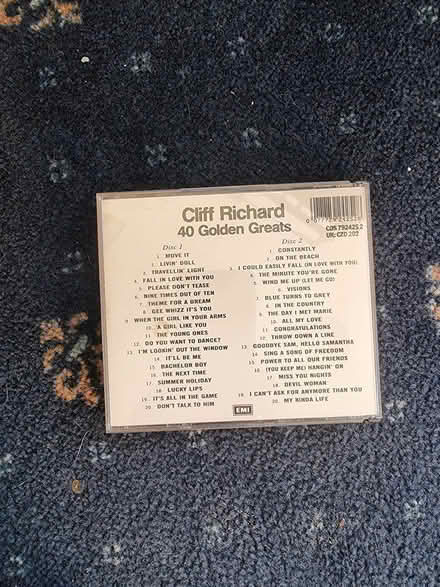 Cliff Richard
40 Golden Greats
CDS 792425 2
UK: CZD 202
Disc 1
1. MOVE IT
2. LIVIN' DOLL
3. TRAVELLIN' LIGHT
4. FALL IN LOVE WITH YOU
5. PLEASE DON'T TEASE
6. NINE TIMES OUT OF TEN
7. THEME FOR A DREAM
8. GEE WHIZZ IT'S YOU
9. WHEN THE GIRL IN YOUR ARMS
10. A GIRL LIKE YOU
11. THE YOUNG ONES
12. DO YOU WANT TO DANCE?
13. I'M LOOKIN' OUT THE WINDOW
14. IT'LL BE ME
15. BACHELOR BOY
16. THE NEXT TIME
17. SUMMER HOLIDAY
18. LUCKY LIPS
19. IT'S ALL IN THE GAME
20. DON'T TALK TO HIM
Disc 2
1. CONSTANTLY
2. ON THE BEACH
3. I COULD EASILY FALL (IN LOVE WITH YOU)
4. THE MINUTE YOU'RE GONE
5. WIND ME UP (LET ME GO)
6. VISIONS
7. BLUE TURNS TO GREY
8. IN THE COUNTRY
9. THE DAY I MET MARIE
10. ALL MY LOVE
11. CONGRATULATIONS
12. THROW DOWN A LINE
13. GOODBYE SAM, HELLO SAMANTHA
14. SING A SONG OF FREEDOM
15. POWER TO ALL OUR FRIENDS
16. (YOU KEEP ME) HANGIN' ON
17. MISS YOU NIGHTS
18. DEVIL WOMAN
19. I CAN'T ASK FOR ANYMORE THAN YOU
20. MY KINDA LIFE
EMI